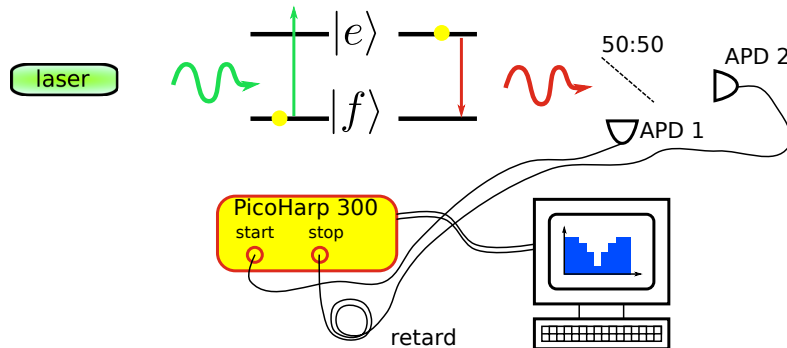 laser
|e⟩
|f⟩
50:50
APD 2
APD 1
PicoHarp 300
start stop
retard